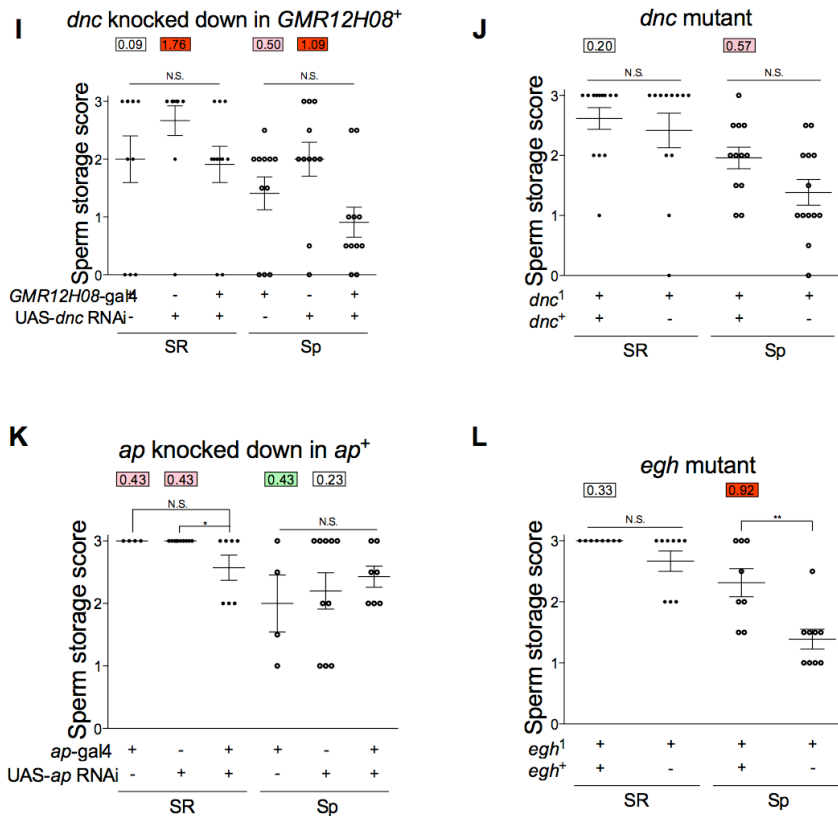 I
dnc knocked down in GMR12H08+
0.09 1.76 0.50 1.09
N.S. N.S.
Sperm storage score
3
2
1
0
GMR12H08-gal4 + - + + - +
UAS-dnc RNAi - + + - + +
SR Sp
J
dnc mutant
0.20 0.57
N.S. N.S.
Sperm storage score
3
2
1
0
dnc1 + + + +
dnc+ + - + -
SR Sp
K
ap knocked down in ap+
0.43 0.43 0.43 0.23
N.S. N.S.
*
Sperm storage score
3
2
1
0
ap-gal4 + - + + - +
UAS-ap RNAi - + + - + +
SR Sp
L
egh mutant
0.33 0.92
N.S. **
Sperm storage score
3
2
1
0
egh1 + + + +
egh+ + - + -
SR Sp